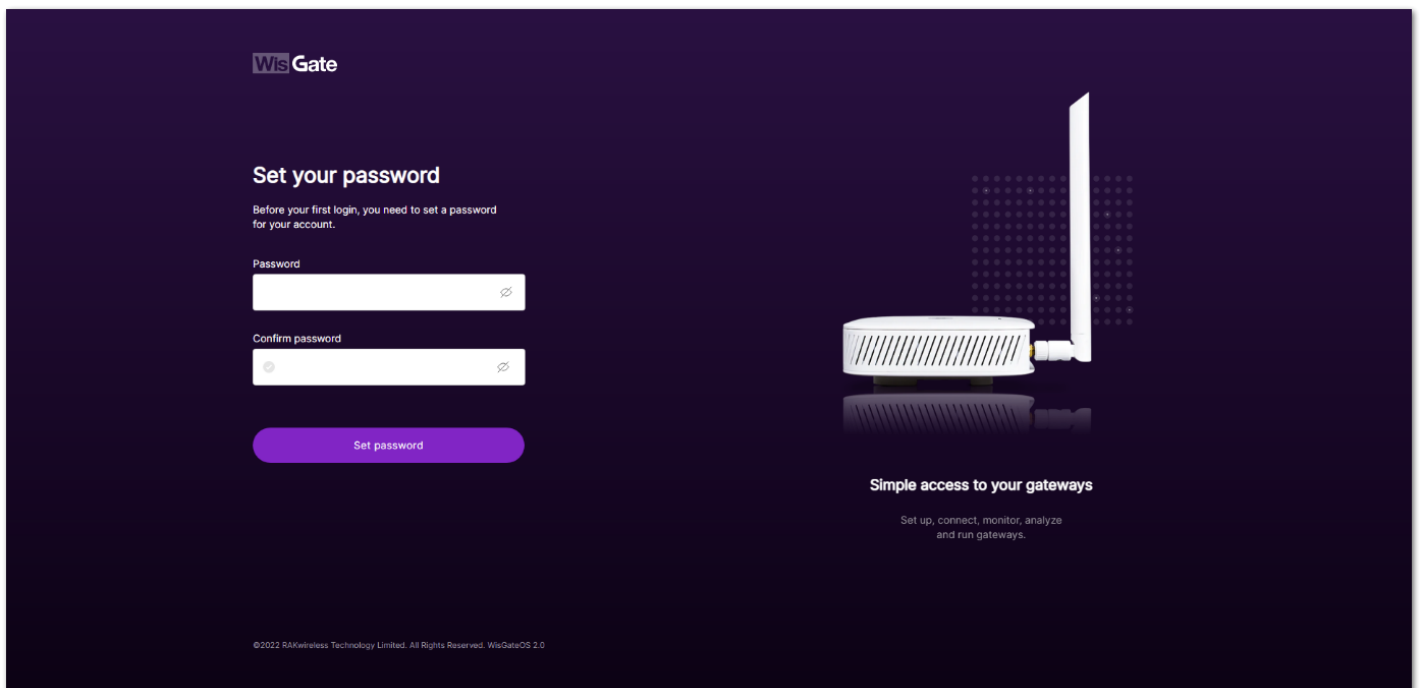 WisGate
Set your password
Before your first login, you need to set a password
for your account.
Password
Confirm password
Set password
Simple access to your gateways
Set up, connect, monitor, analyze
and run gateways.
©2022 RAKwireless Technology Limited. All Rights Reserved. WisGateOS 2.0